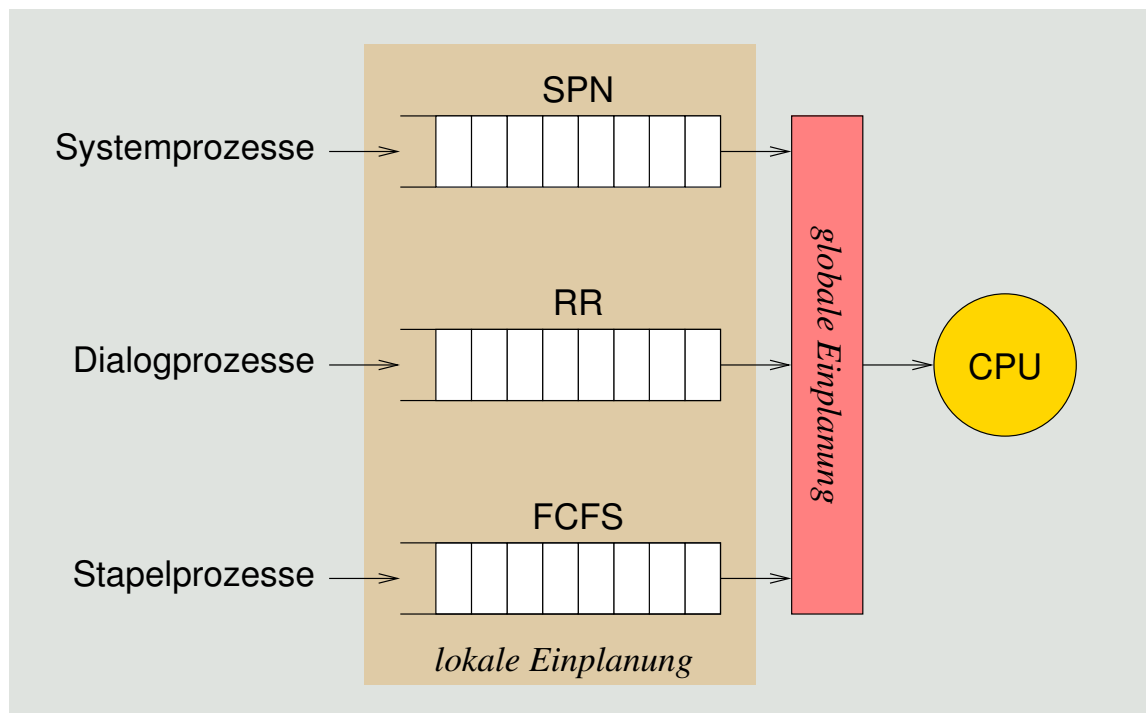 SPN
Systemprozesse
RR
Dialogprozesse
FCFS
Stapelprozesse
lokale Einplanung
globale Einplanung
CPU